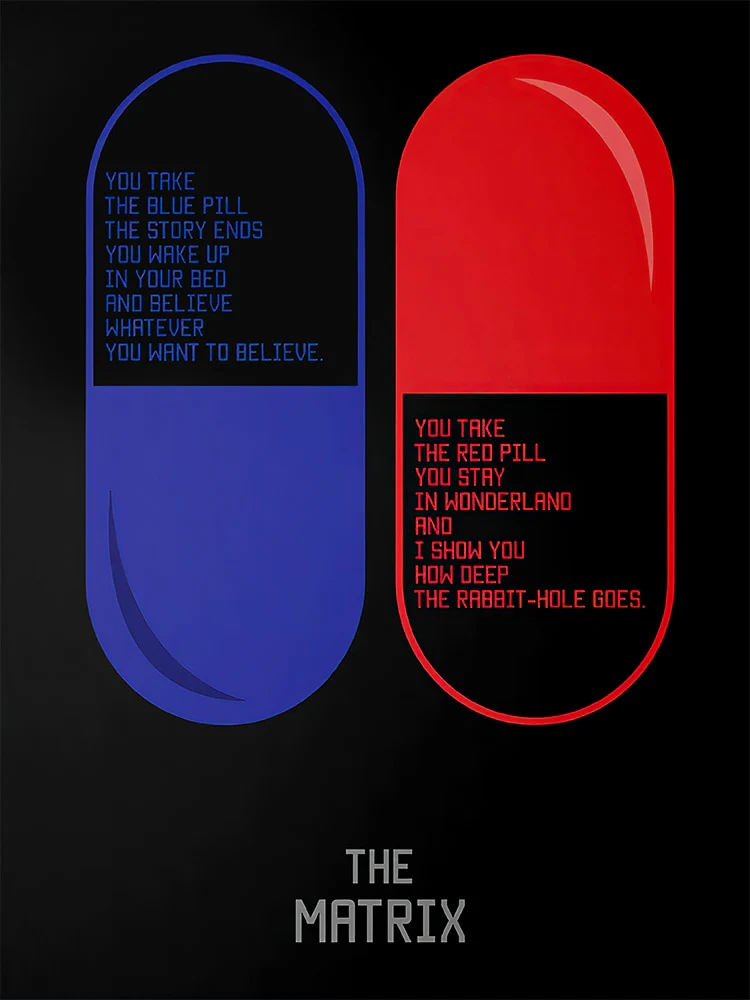 YOU TAKE
THE BLUE PILL
THE STORY ENDS
YOU WAKE UP
IN YOUR BED
AND BELIEVE
WHATEVER
YOU WANT TO BELIEVE.
YOU TAKE
THE RED PILL
YOU STAY
IN WONDERLAND
AND
I SHOW YOU
HOW DEEP
THE RABBIT-HOLE GOES.
THE
MATRIX